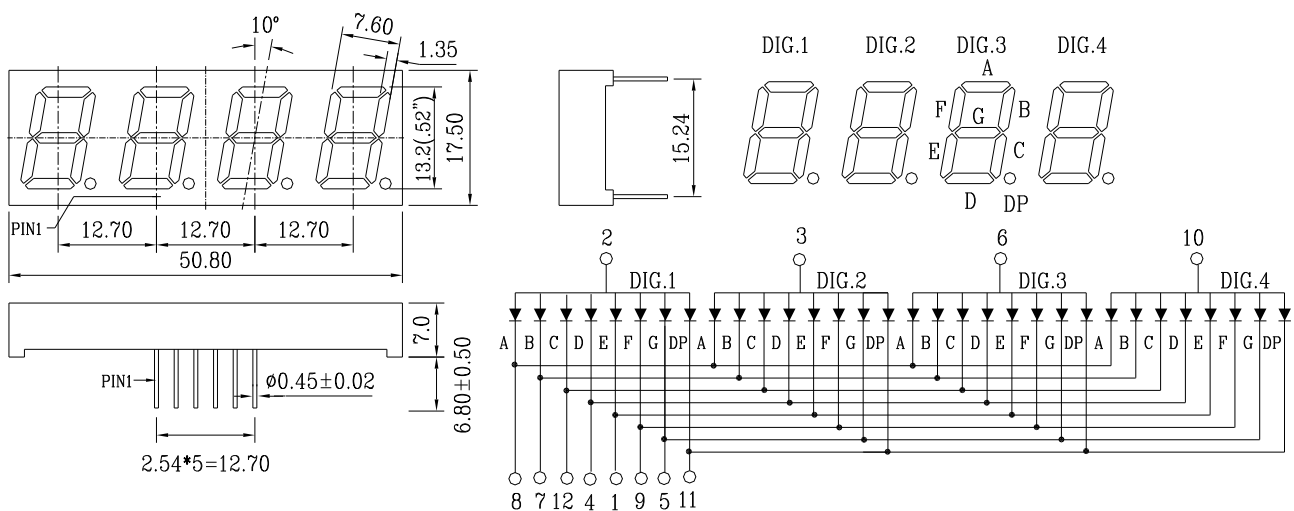 10°
7.60
1.35
13.2(.52")
17.50
PIN1
12.70 12.70 12.70
50.80
15.24
DIG.1 DIG.2 DIG.3 DIG.4
A
F B
G
E C
D DP
7.0
PIN1
ø0.45±0.02
6.80±0.50
2.54*5=12.70
2 3 6 10
DIG.1 DIG.2 DIG.3 DIG.4
A B C D E F G DP A B C D E F G DP A B C D E F G DP A B C D E F G DP
8 7 12 4 1 9 5 11